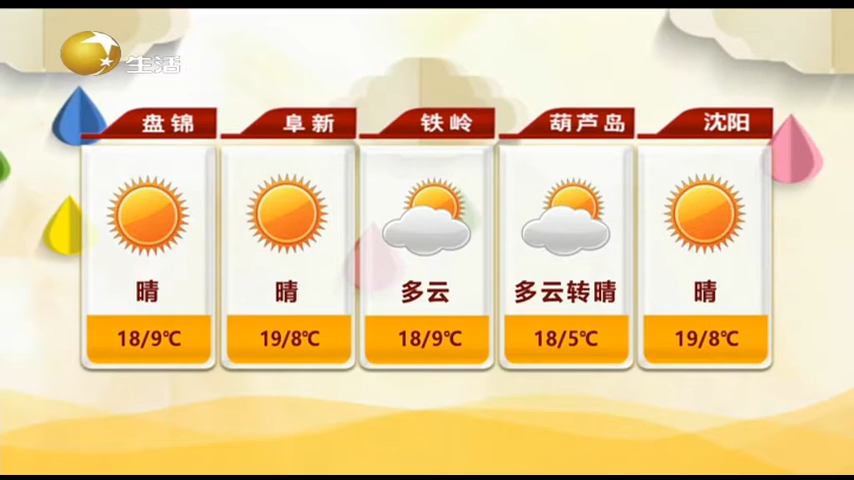 生活
盘锦 阜新 铁岭 葫芦岛 沈阳
晴 晴 多云 多云转晴 晴
18/9℃ 19/8℃ 18/9℃ 18/5℃ 19/8℃